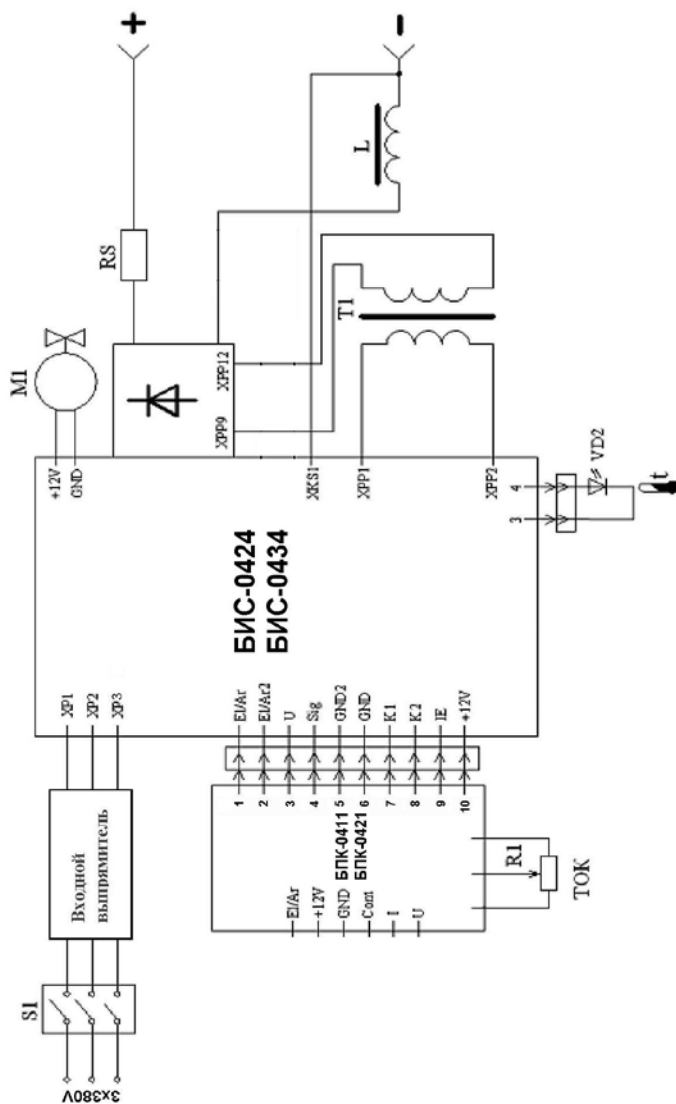 3x380V
S1
Входной
выпрямитель
XP1
XP2
XP3
БИС-0424
БИС-0434
+12V
GND
M1
RS
+
XPP9
XPP12
XKS1
XPP1
XPP2
T1
L
-
3
4
VD2
t
1
2
3
4
5
6
7
8
9
10
El/Ar
El/Ar2
U
Sig
GND2
GND
K1
K2
IE
+12V
БПК-0411
БПК-0421
El/Ar
+12V
GND
Cont
I
U
R1
ТОК